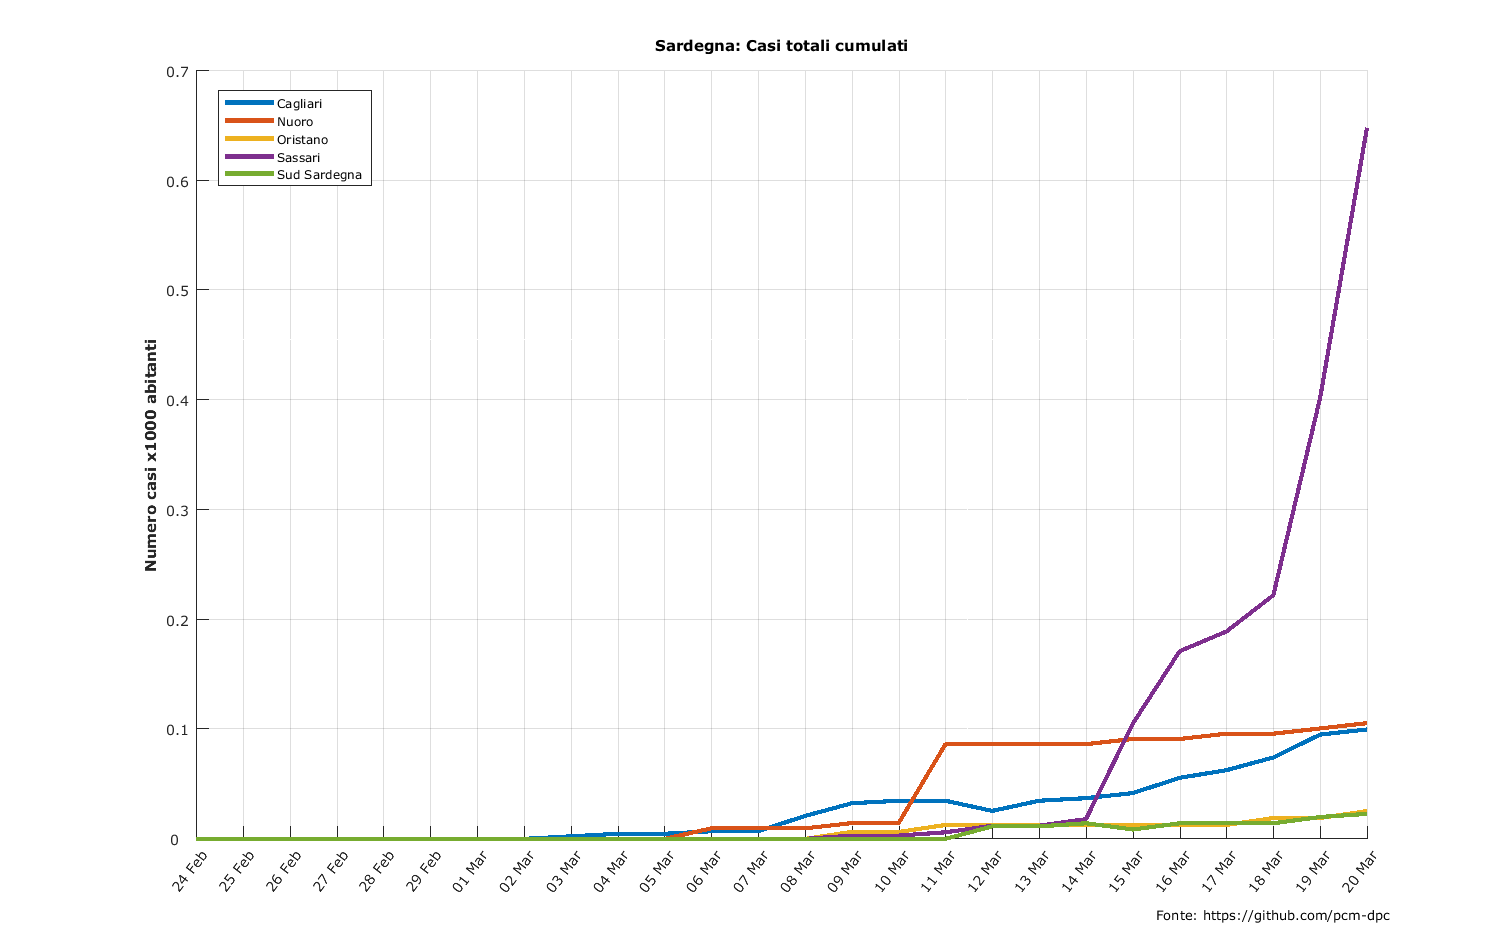 Sardegna: Casi totali cumulati
Numero casi x1000 abitanti
0.7
0.6
0.5
0.4
0.3
0.2
0.1
0
Cagliari
Nuoro
Oristano
Sassari
Sud Sardegna
24 Feb
25 Feb
26 Feb
27 Feb
28 Feb
29 Feb
01 Mar
02 Mar
03 Mar
04 Mar
05 Mar
06 Mar
07 Mar
08 Mar
09 Mar
10 Mar
11 Mar
12 Mar
13 Mar
14 Mar
15 Mar
16 Mar
17 Mar
18 Mar
19 Mar
20 Mar
Fonte: https://github.com/pcm-dpc